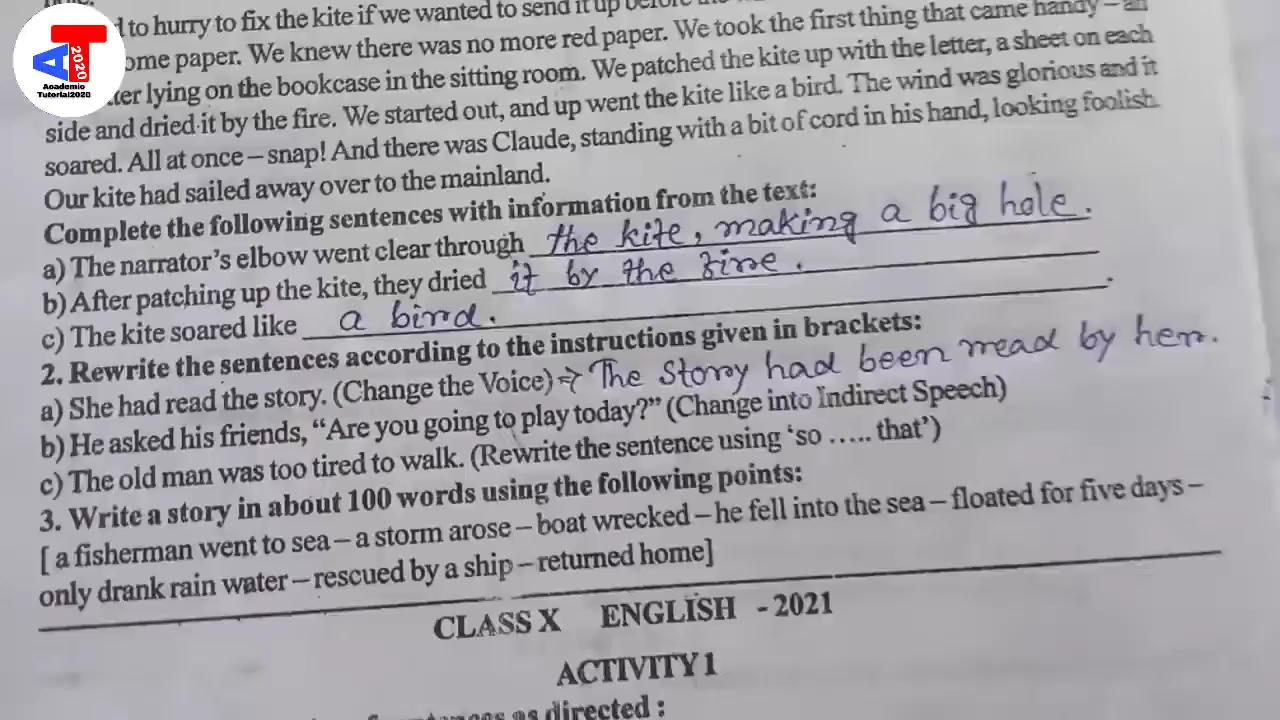 to hurry to fix the kite if we wanted to send it up before the
ome paper. We knew there was no more red paper. We took the first thing that came handy – an
ter lying on the bookcase in the sitting room. We patched the kite up with the letter, a sheet on each
side and dried it by the fire. We started out, and up went the kite like a bird. The wind was glorious and it
soared. All at once – snap! And there was Claude, standing with a bit of cord in his hand, looking foolish.
Our kite had sailed away over to the mainland.
Complete the following sentences with information from the text:
a) The narrator's elbow went clear through the kite, making a big hole.
b) After patching up the kite, they dried it by the fire.
c) The kite soared like a bird.
2. Rewrite the sentences according to the instructions given in brackets:
a) She had read the story. (Change the Voice) ⇒ The story had been read by her.
b) He asked his friends, “Are you going to play today?” (Change into Indirect Speech)
c) The old man was too tired to walk. (Rewrite the sentence using ‘so ..... that’)
3. Write a story in about 100 words using the following points:
[ a fisherman went to sea – a storm arose – boat wrecked – he fell into the sea – floated for five days –
only drank rain water – rescued by a ship – returned home]
CLASS X ENGLISH - 2021
ACTIVITY 1
as directed :
AT
2020
Academic
Tutorial2020